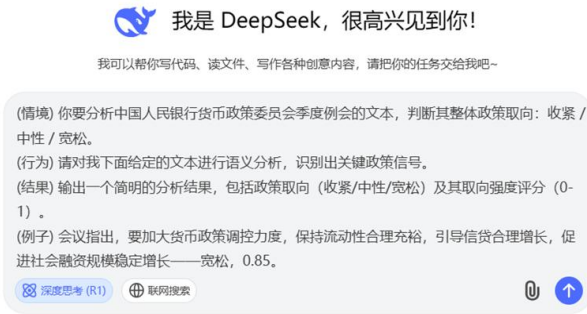 我是 DeepSeek，很高兴见到你！
我可以帮你写代码、读文件、写作各种创意内容，请把你的任务交给我吧~
(情境) 你要分析中国人民银行货币政策委员会季度例会的文本，判断其整体政策取向：收紧 /
中性 / 宽松。
(行为) 请对我下面给定的文本进行语义分析，识别出关键政策信号。
(结果) 输出一个简明的分析结果，包括政策取向（收紧/中性/宽松）及其取向强度评分（0-
1）。
(例子) 会议指出，要加大货币政策调控力度，保持流动性合理充裕，引导信贷合理增长，促
进社会融资规模稳定增长——宽松，0.85。
深度思考 (R1) 联网搜索